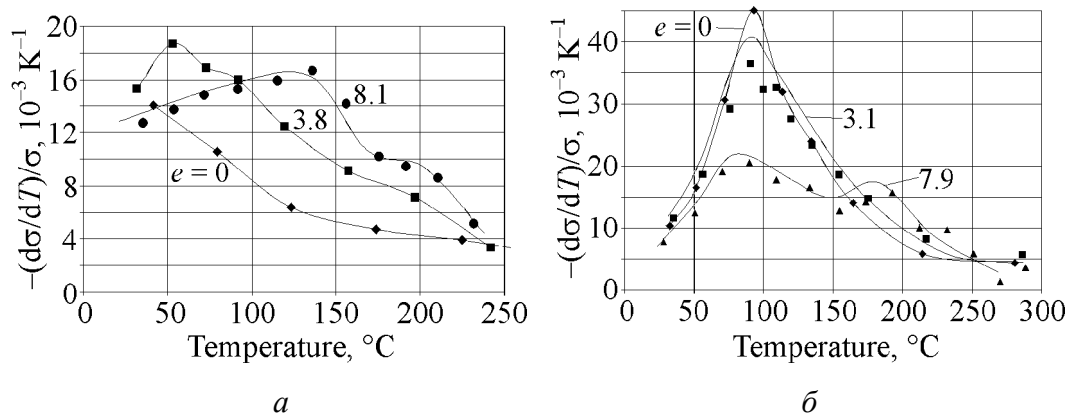 −(dσ/dT)/σ, 10⁻³ K⁻¹
20
16
12
8
4
0
8.1
3.8
e = 0
0 50 100 150 200 250
Temperature, °C
а
−(dσ/dT)/σ, 10⁻³ K⁻¹
40
30
20
10
0
e = 0
3.1
7.9
0 50 100 150 200 250 300
Temperature, °C
б